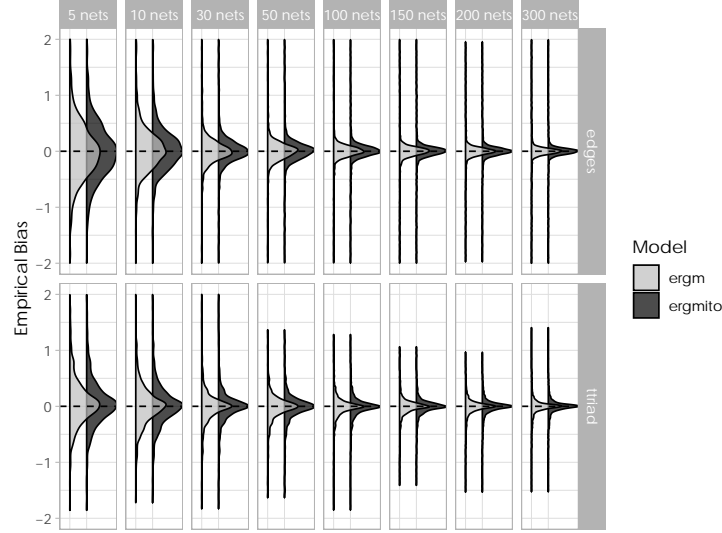 5 nets 10 nets 30 nets 50 nets 100 nets 150 nets 200 nets 300 nets
2
1
0
−1
−2
edges
2
1
0
−1
−2
ttriad
Empirical Bias
Model
ergm
ergmito